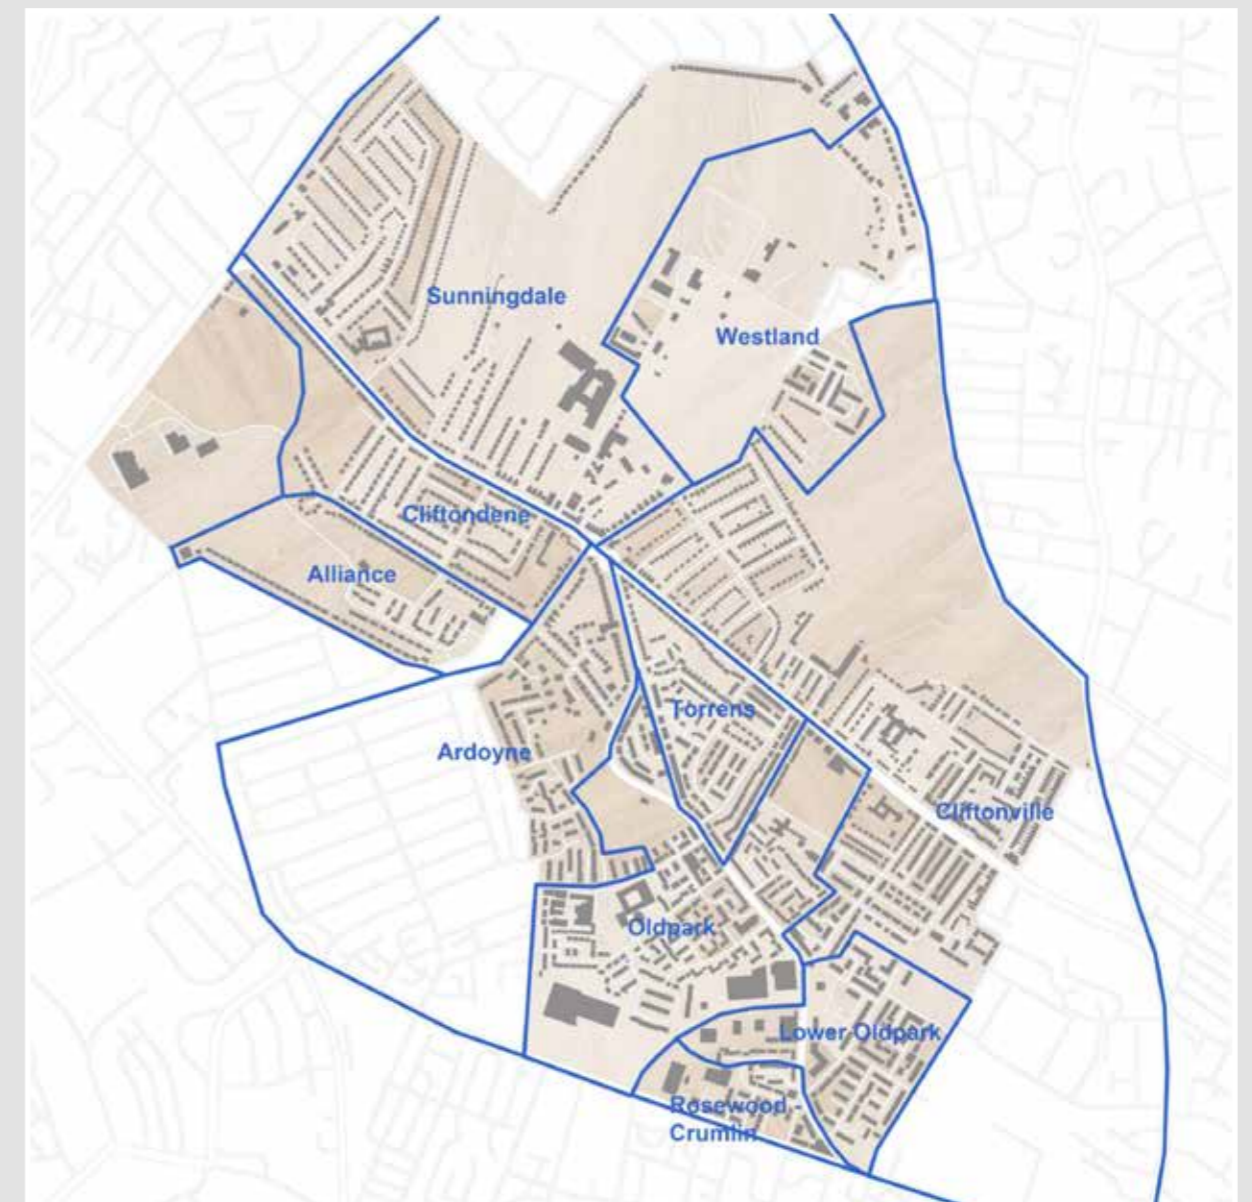 Sunningdale
Westland
Cliftondene
Alliance
Torrens
Ardoyne
Cliftonville
Oldpark
Lower Oldpark
Rosewood -
Crumlin